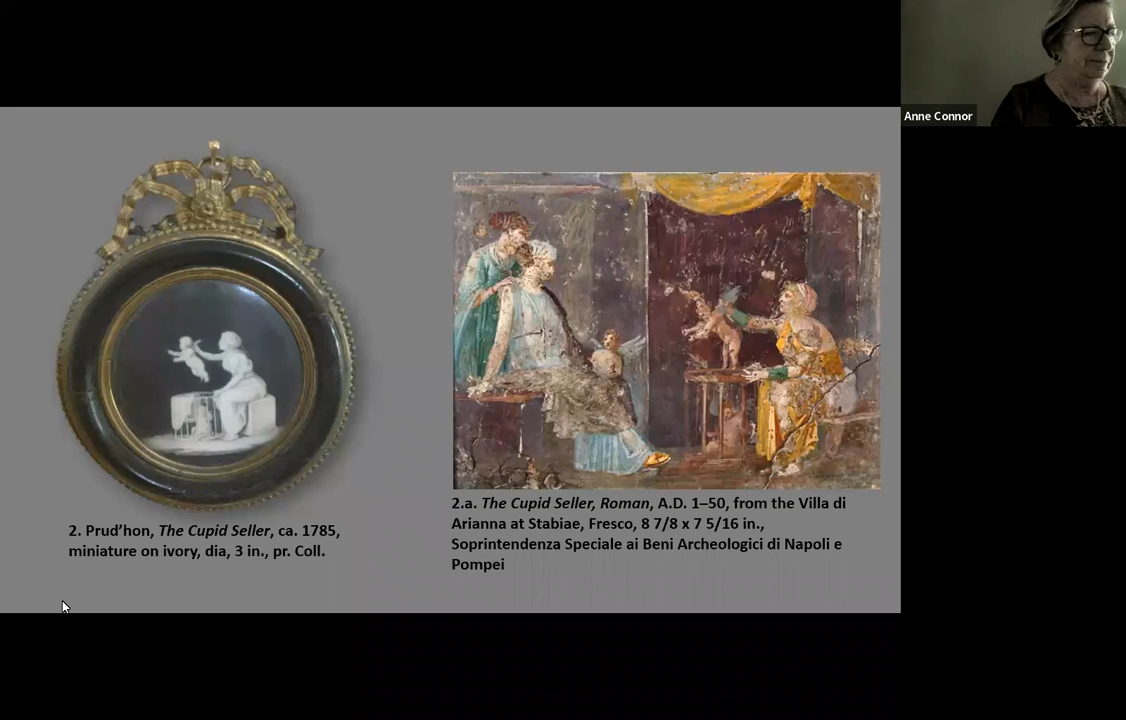 Anne Connor
2. Prud’hon, The Cupid Seller, ca. 1785,
miniature on ivory, dia, 3 in., pr. Coll.
2.a. The Cupid Seller, Roman, A.D. 1–50, from the Villa di
Arianna at Stabiae, Fresco, 8 7/8 x 7 5/16 in.,
Soprintendenza Speciale ai Beni Archeologici di Napoli e
Pompei